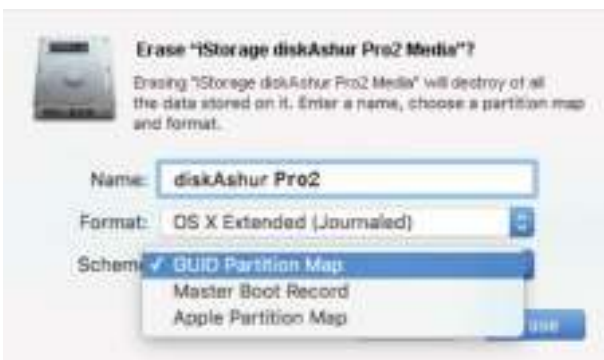 Erase "iStorage diskAshur Pro2 Media"?
Erasing "iStorage diskAshur Pro2 Media" will destroy of all
the data stored on it. Enter a name, choose a partition map
and format.
Name: diskAshur Pro2
Format: OS X Extended (Journaled)
Scheme ✓ GUID Partition Map
Master Boot Record
Apple Partition Map